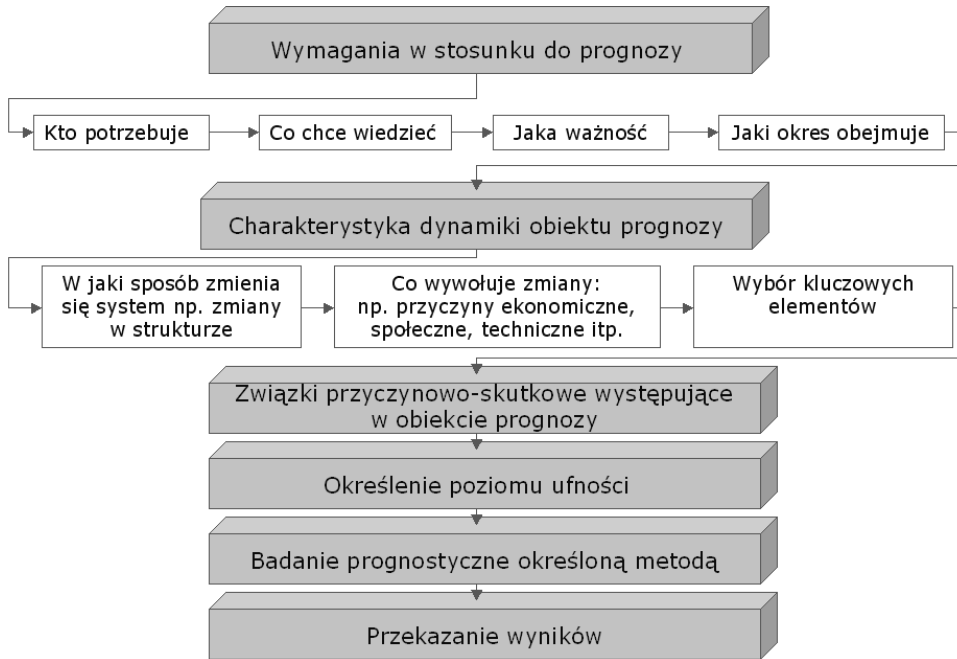 Wymagania w stosunku do prognozy
Kto potrzebuje
Co chce wiedzieć
Jaka ważność
Jaki okres obejmuje
Charakterystyka dynamiki obiektu prognozy
W jaki sposób zmienia
się system np. zmiany
w strukturze
Co wywołuje zmiany:
np. przyczyny ekonomiczne,
społeczne, techniczne itp.
Wybór kluczowych
elementów
Związki przyczynowo-skutkowe występujące
w obiekcie prognozy
Określenie poziomu ufności
Badanie prognostyczne określoną metodą
Przekazanie wyników